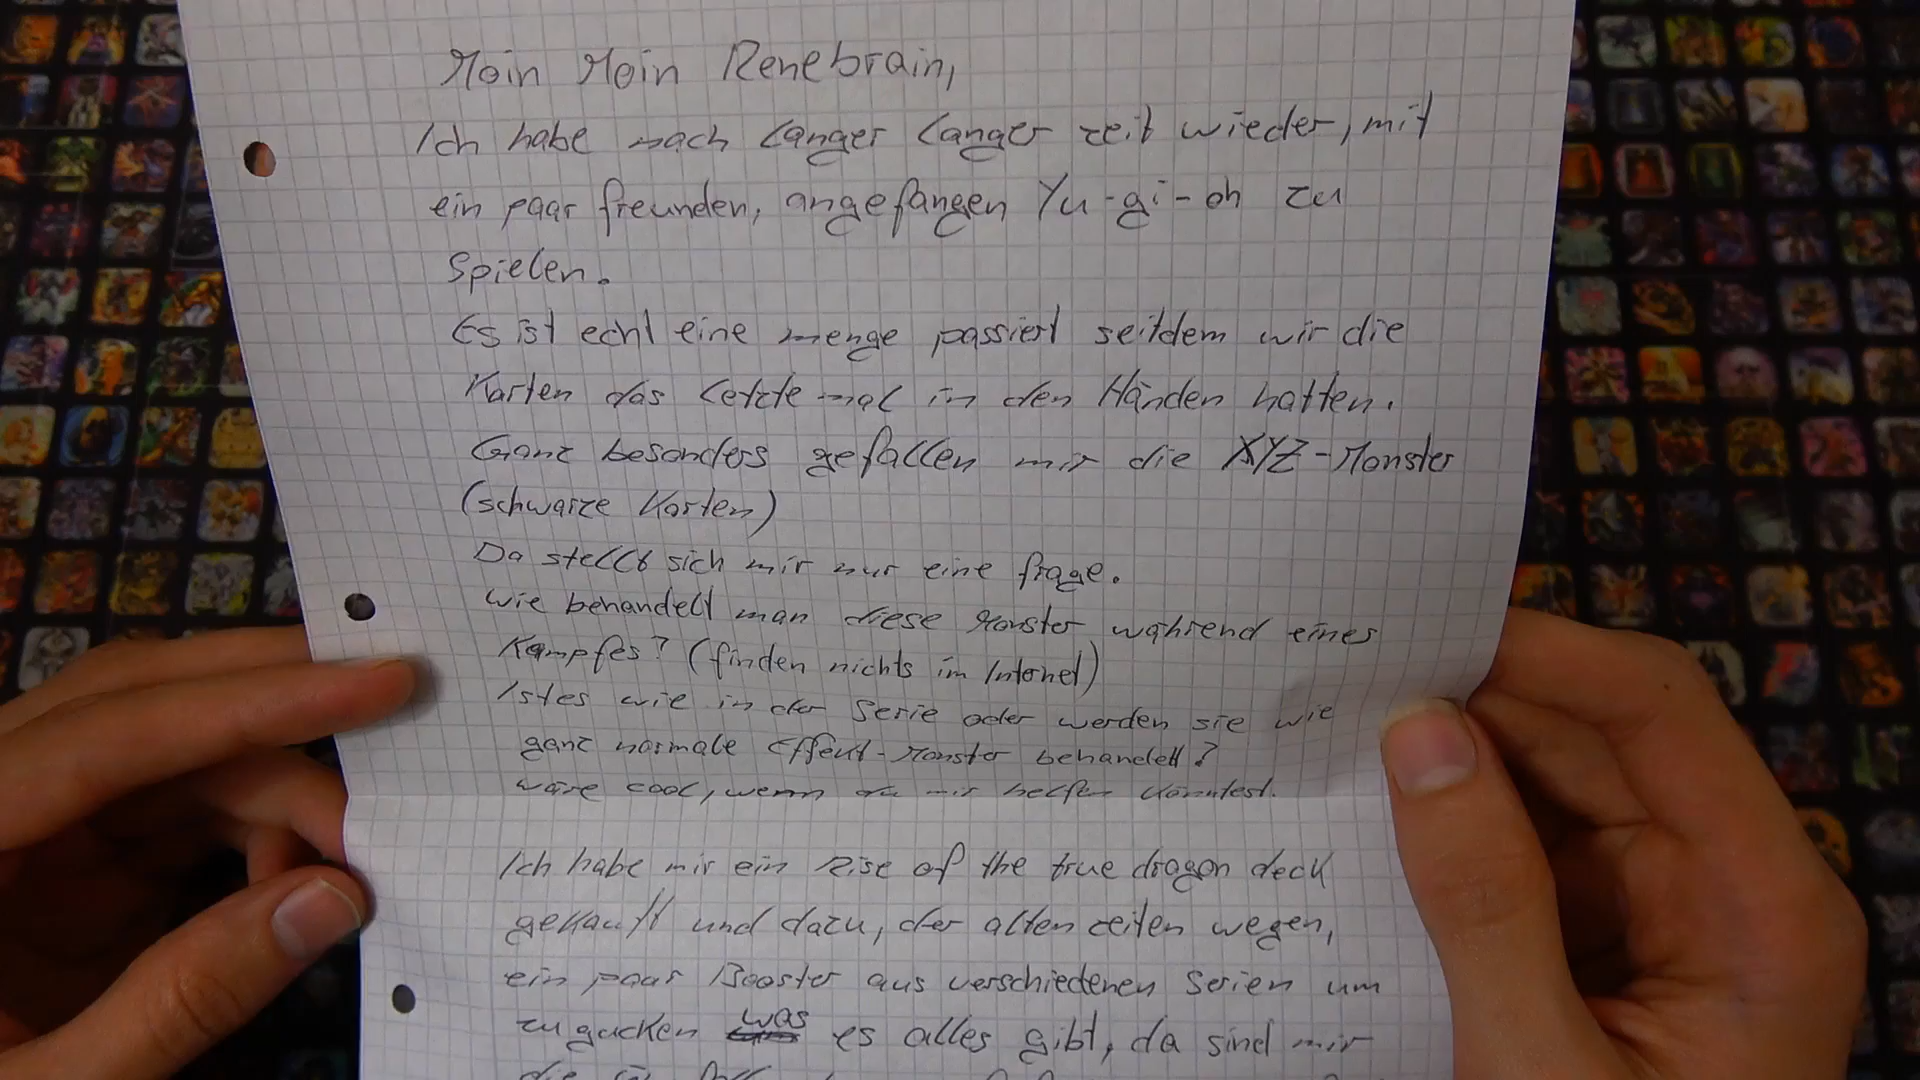 Moin Moin Renebrain,
Ich habe nach langer langer zeit wieder, mit
ein paar freunden, angefangen Yu-gi-oh zu
Spielen.
Es ist echt eine menge passiert seitdem wir die
Karten das letzte mal in den Händen hatten.
Ganz besonders gefallen mir die XYZ-Monster
(schwarze Karten)
Da stellt sich mir nur eine frage.
Wie behandelt man diese Monster während eines
Kampfes? (finden nichts im Internet)
Ist es wie in der Serie oder werden sie wie
ganz normale Effekt-Monster behandelt?
wäre cool, wenn du mir helfen könntest.
Ich habe mir ein Rise of the true dragon deck
gekauft und dazu, der alten zeiten wegen,
ein paar Booster aus verschiedenen Serien um
zu gucken was es alles gibt, da sind mir
die